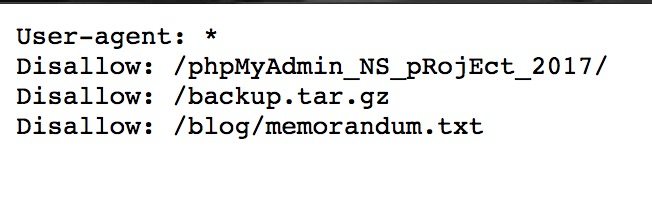 User-agent: *
Disallow: /phpMyAdmin_NS_pRojEct_2017/
Disallow: /backup.tar.gz
Disallow: /blog/memorandum.txt